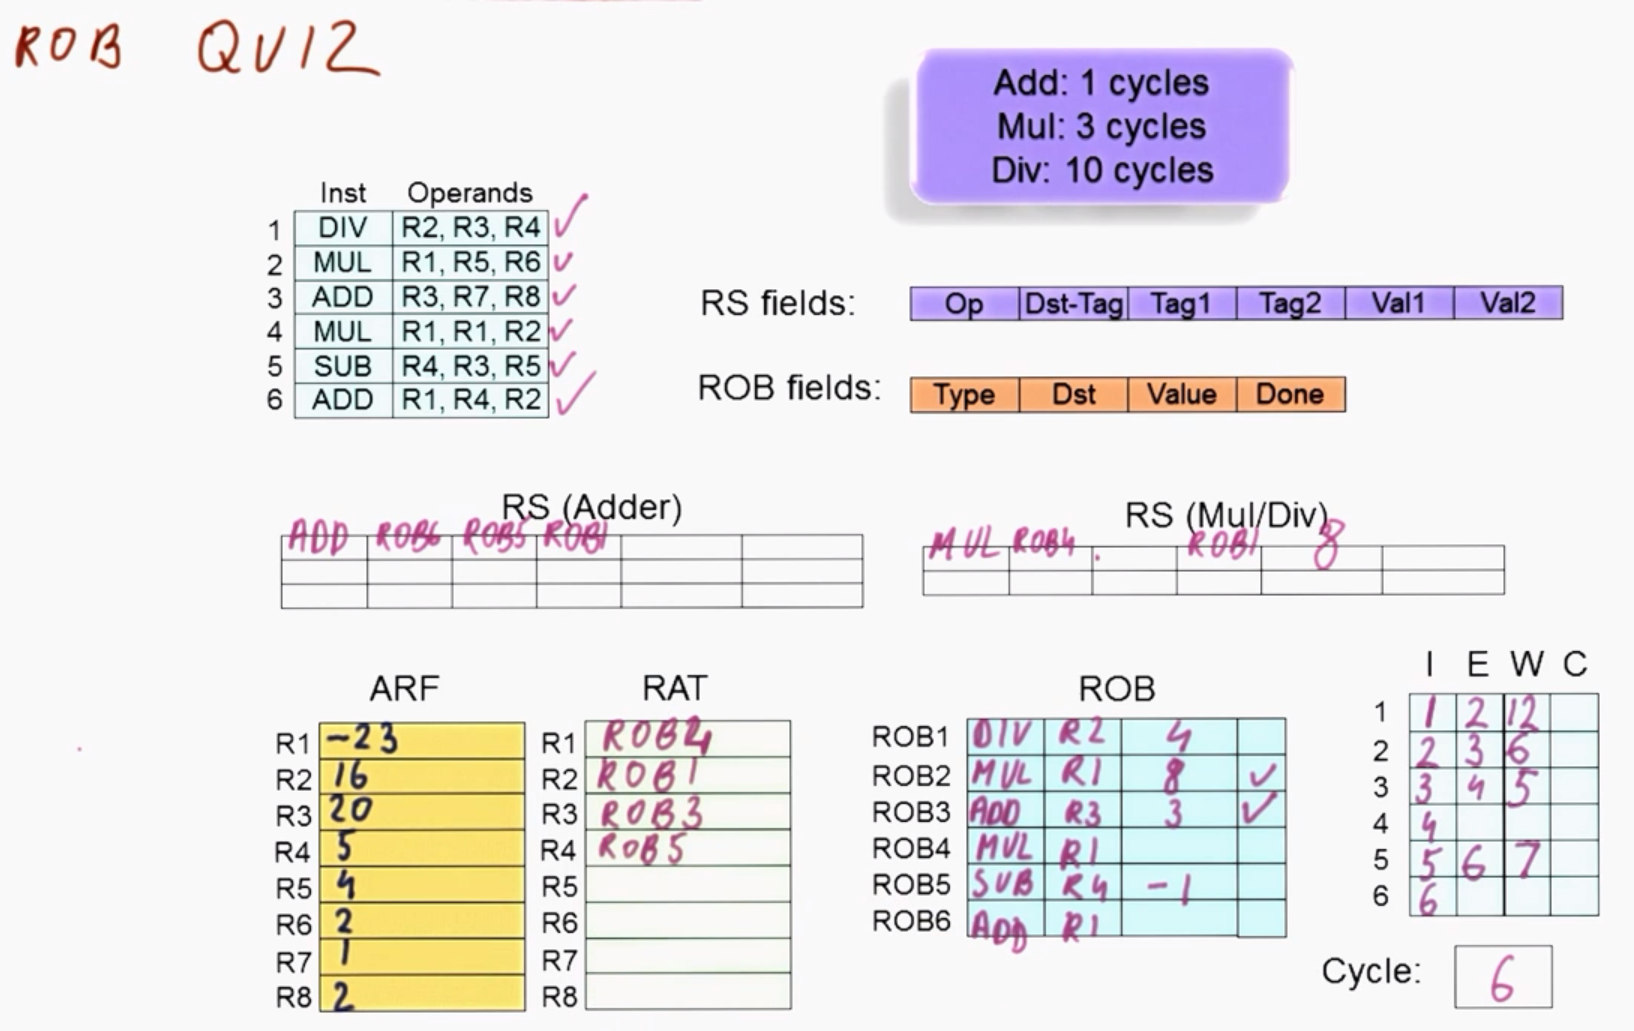 ROB QUIZ
Add: 1 cycles
Mul: 3 cycles
Div: 10 cycles
Inst Operands
1 DIV R2, R3, R4 ✓
2 MUL R1, R5, R6 ✓
3 ADD R3, R7, R8 ✓
4 MUL R1, R1, R2 ✓
5 SUB R4, R3, R5 ✓
6 ADD R1, R4, R2 ✓
RS fields: Op Dst-Tag Tag1 Tag2 Val1 Val2
ROB fields: Type Dst Value Done
RS (Adder)
ADD ROB6 ROB5 ROB1
RS (Mul/Div)
MUL ROB4 . ROB1 8
ARF
R1 -23
R2 16
R3 20
R4 5
R5 4
R6 2
R7 1
R8 2
RAT
R1
R2 ROB1
R3 ROB3
R4 ROB5
R5
R6
R7
R8
ROB
ROB1 DIV R2 4
ROB2 MUL R1 8 ✓
ROB3 ADD R3 3 ✓
ROB4 MUL R1
ROB5 SUB R4 -1
ROB6 ADD R1
I E W C
1 1 2 12
2 2 3 6
3 3 4 5
4 4
5 5 6 7
6 6
Cycle: 6